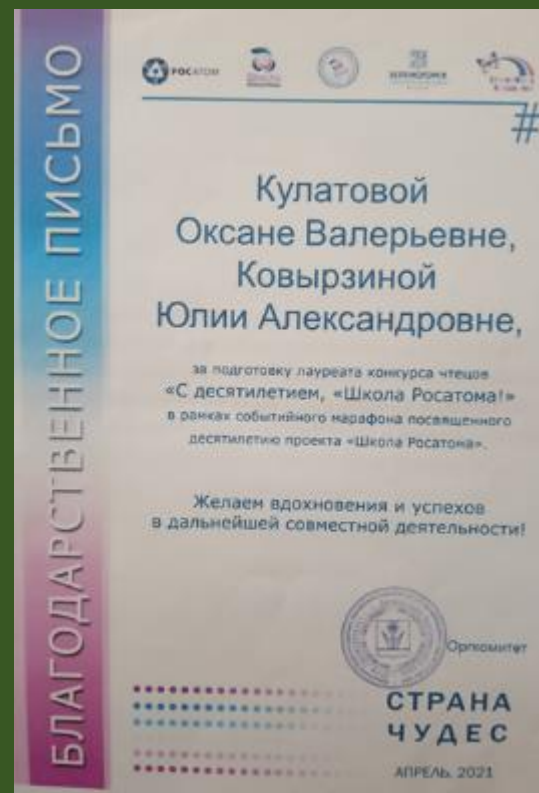 БЛАГОДАРСТВЕННОЕ ПИСЬМО
РОСАТОМ
#
Кулатовой
Оксане Валерьевне,
Ковырзиной
Юлии Александровне,
за подготовку лауреата конкурса чтецов
«С десятилетием, «Школа Росатома!»
в рамках событийного марафона посвященного
десятилетию проекта «Школа Росатома».
Желаем вдохновения и успехов
в дальнейшей совместной деятельности!
Оргкомитет
СТРАНА
ЧУДЕС
АПРЕЛЬ, 2021